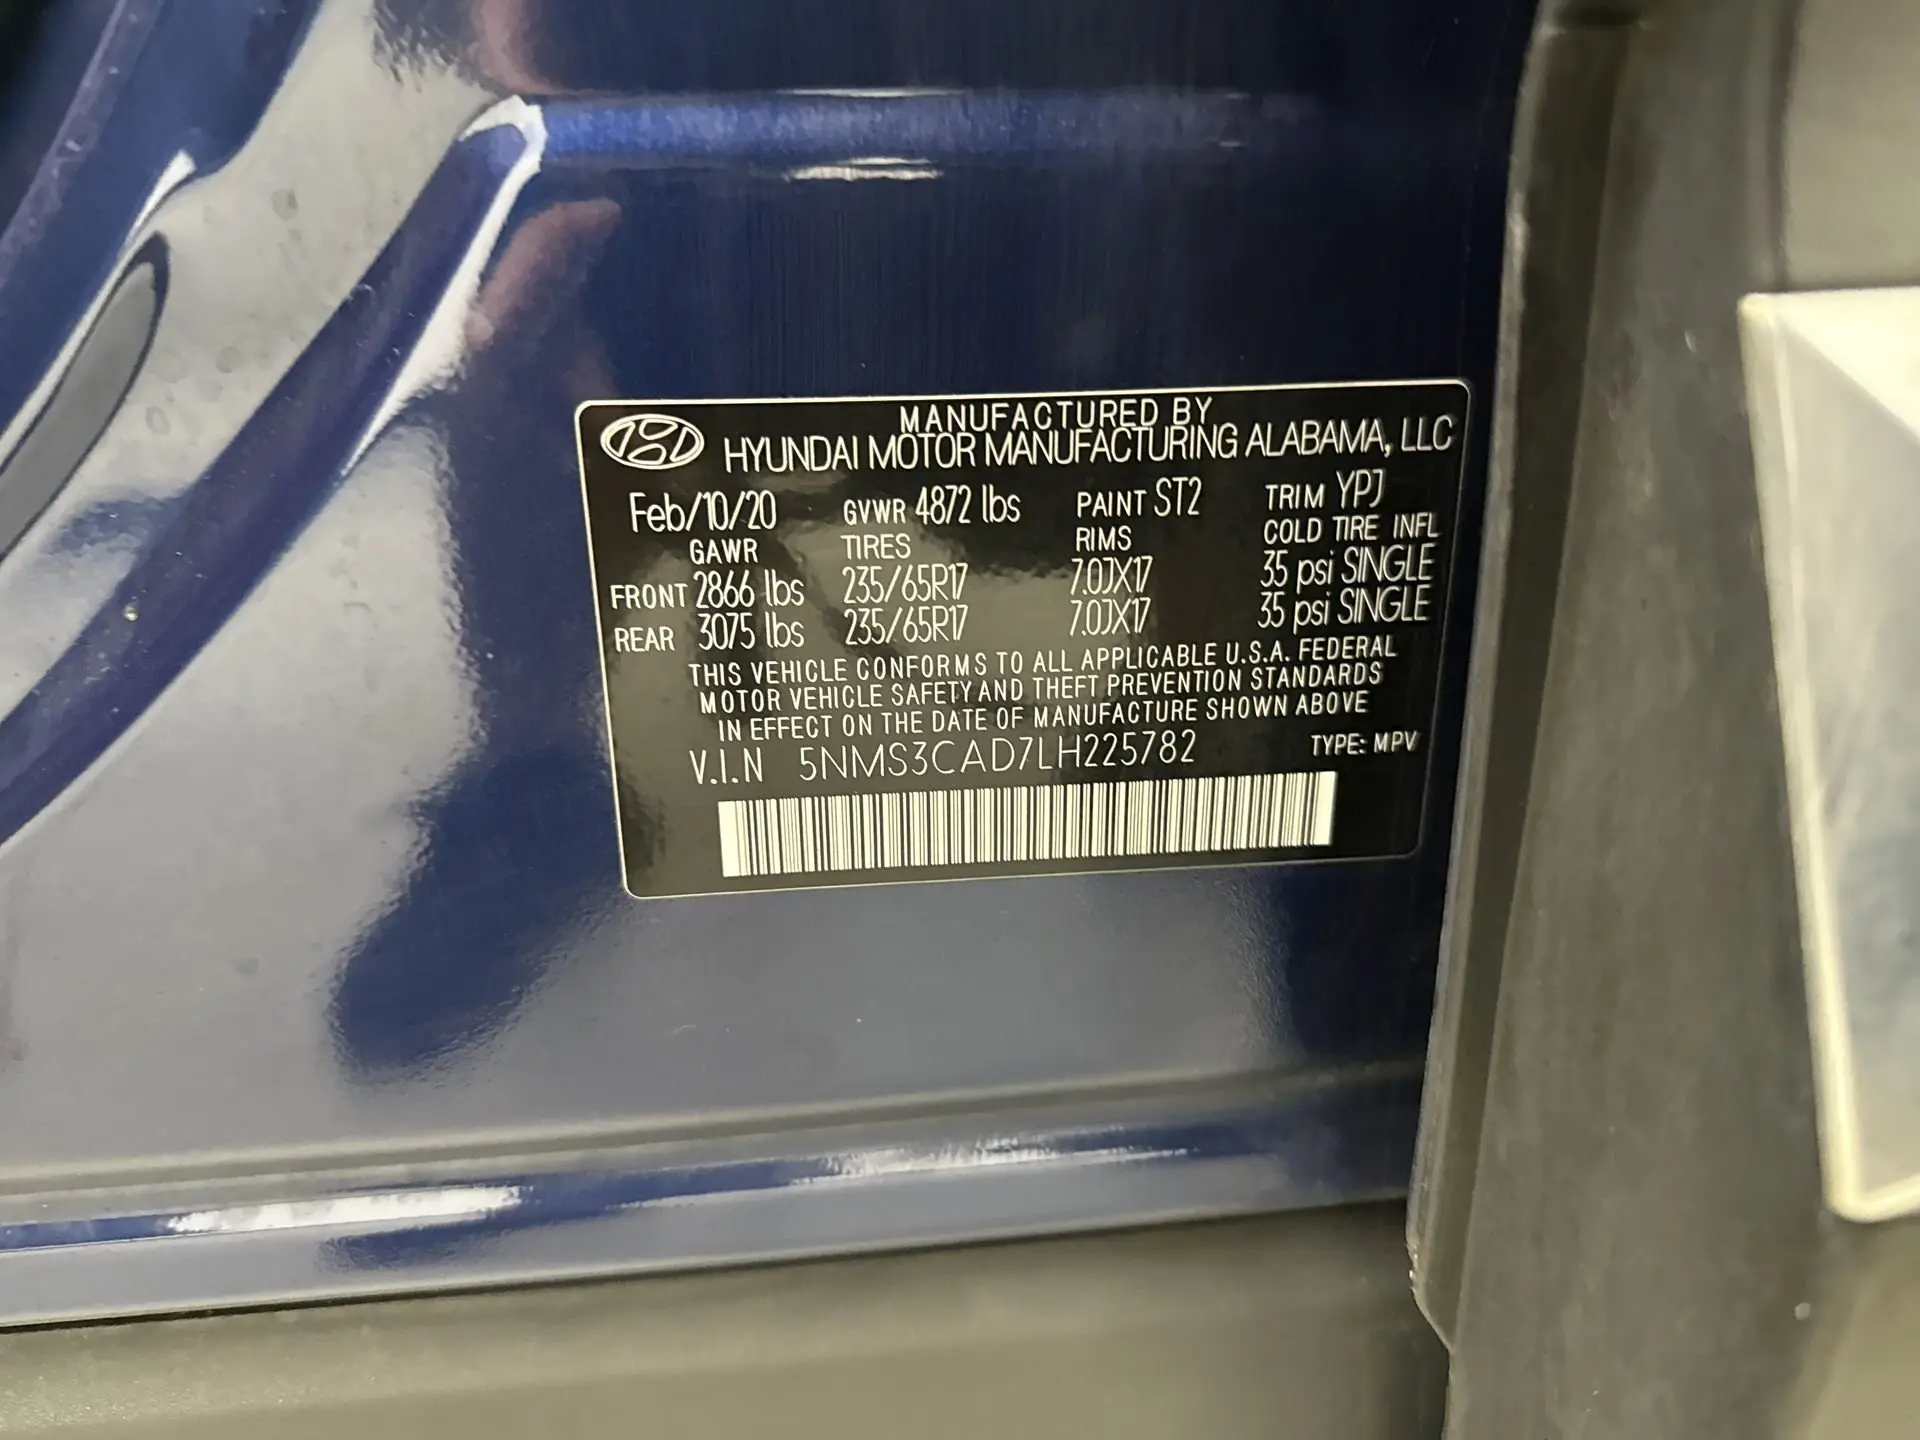 MANUFACTURED BY
HYUNDAI MOTOR MANUFACTURING ALABAMA, LLC
Feb/10/20 GVWR 4872 lbs PAINT ST2 TRIM YPJ
GAWR TIRES RIMS COLD TIRE INFL
FRONT 2866 lbs 235/65R17 7.0JX17 35 psi SINGLE
REAR 3075 lbs 235/65R17 7.0JX17 35 psi SINGLE
THIS VEHICLE CONFORMS TO ALL APPLICABLE U.S.A. FEDERAL
MOTOR VEHICLE SAFETY AND THEFT PREVENTION STANDARDS
IN EFFECT ON THE DATE OF MANUFACTURE SHOWN ABOVE
V.I.N 5NMS3CAD7LH225782 TYPE: MPV